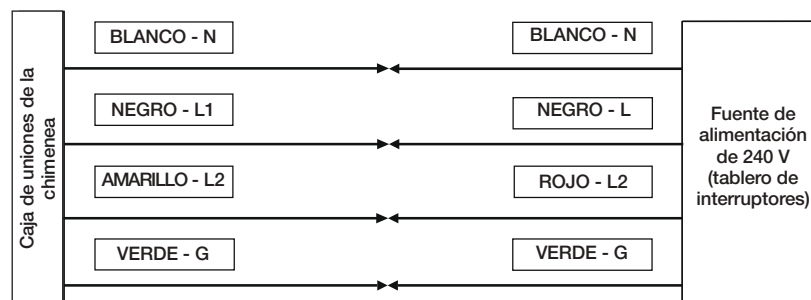 Caja de uniones de la
chimenea
BLANCO - N
BLANCO - N
NEGRO - L1
NEGRO - L
AMARILLO - L2
ROJO - L2
VERDE - G
VERDE - G
Fuente de
alimentación
de 240 V
(tablero de
interruptores)